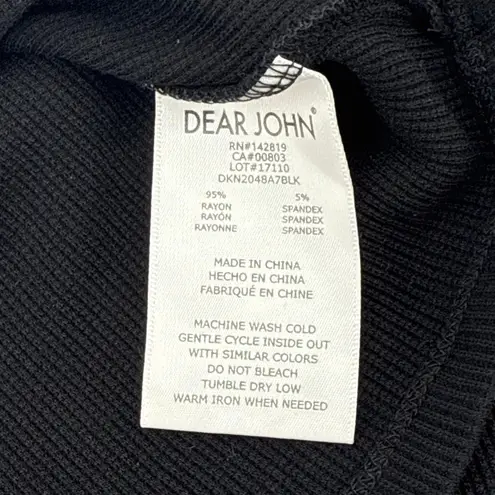 DEAR JOHN®
RN#142819
CA#00803
LOT#17110
DKN2048A7BLK
95% 5%
RAYON SPANDEX
RAYÓN SPANDEX
RAYONNE SPANDEX
MADE IN CHINA
HECHO EN CHINA
FABRIQUÉ EN CHINE
MACHINE WASH COLD
GENTLE CYCLE INSIDE OUT
WITH SIMILAR COLORS
DO NOT BLEACH
TUMBLE DRY LOW
WARM IRON WHEN NEEDED